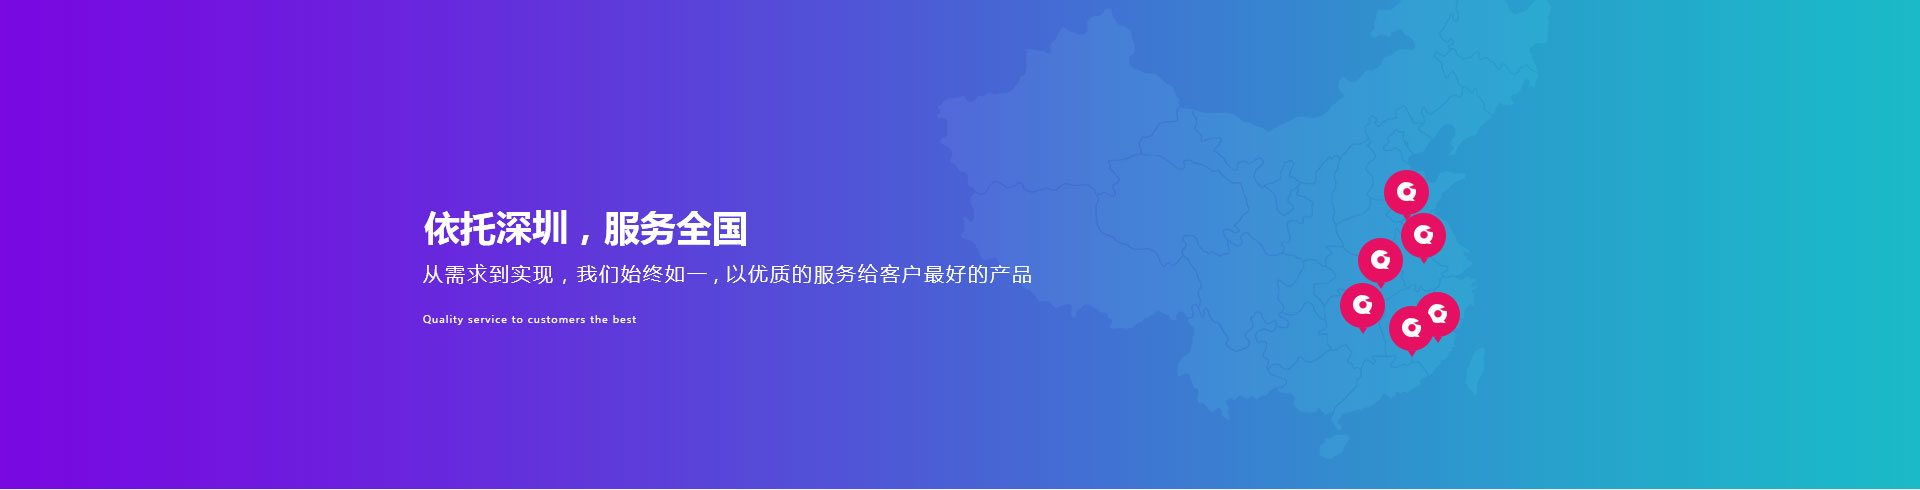 依托深圳，服务全国
从需求到实现，我们始终如一，以优质的服务给客户最好的产品
Quality service to customers the best